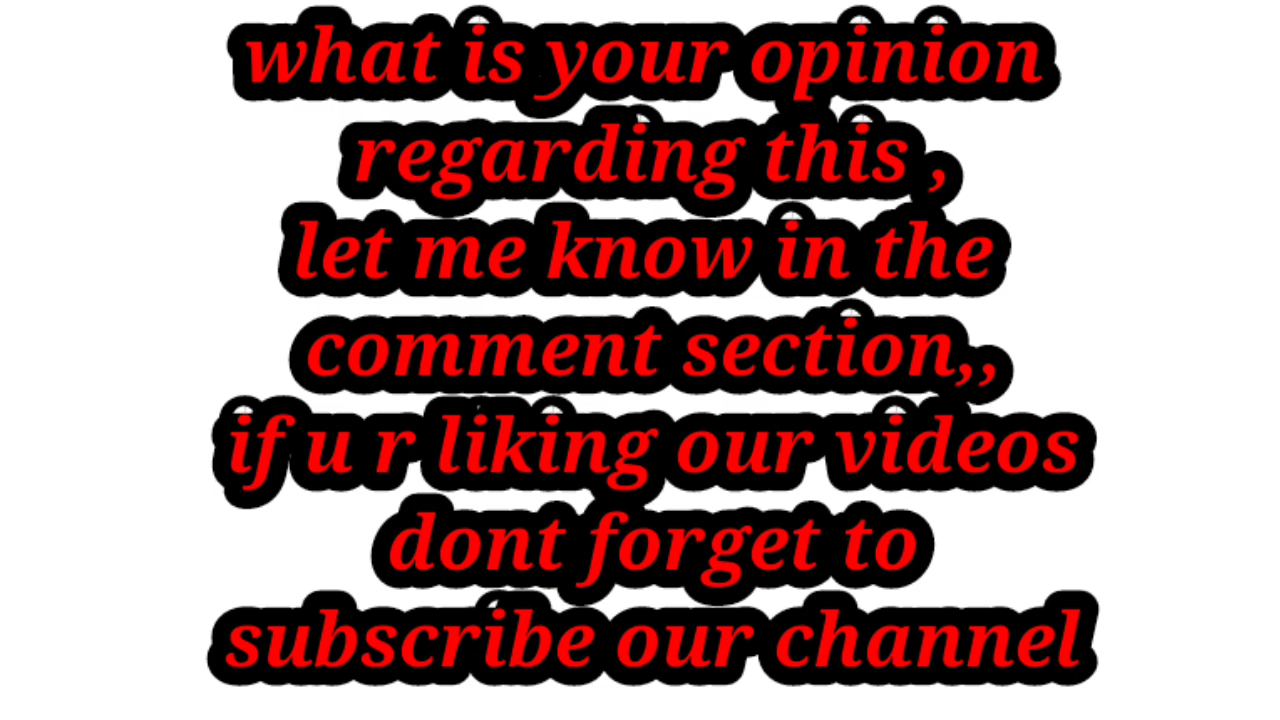 what is your opinion
regarding this ,
let me know in the
comment section,,
if u r liking our videos
dont forget to
subscribe our channel